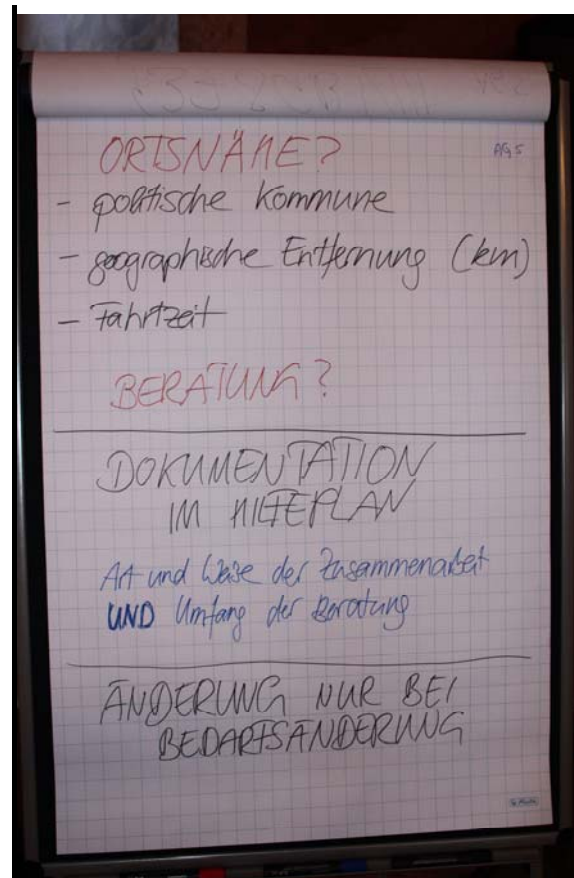 ORTSNÄHE?
AG 5
- politische Kommune
- geographische Entfernung (km)
- Fahrtzeit
BERATUNG?
DOKUMENTATION
IM HILFEPLAN
Art und Weise der Zusammenarbeit
UND Umfang der Beratung
ÄNDERUNG NUR BEI
BEDARFSÄNDERUNG